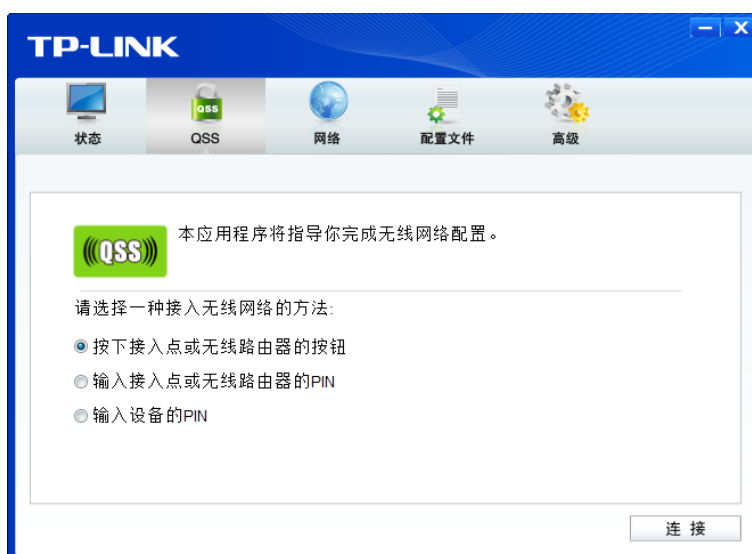 TP-LINK
状态 QSS 网络 配置文件 高级
QSS
本应用程序将指导你完成无线网络配置。
请选择一种接入无线网络的方法:
按下接入点或无线路由器的按钮
输入接入点或无线路由器的PIN
输入设备的PIN
连 接